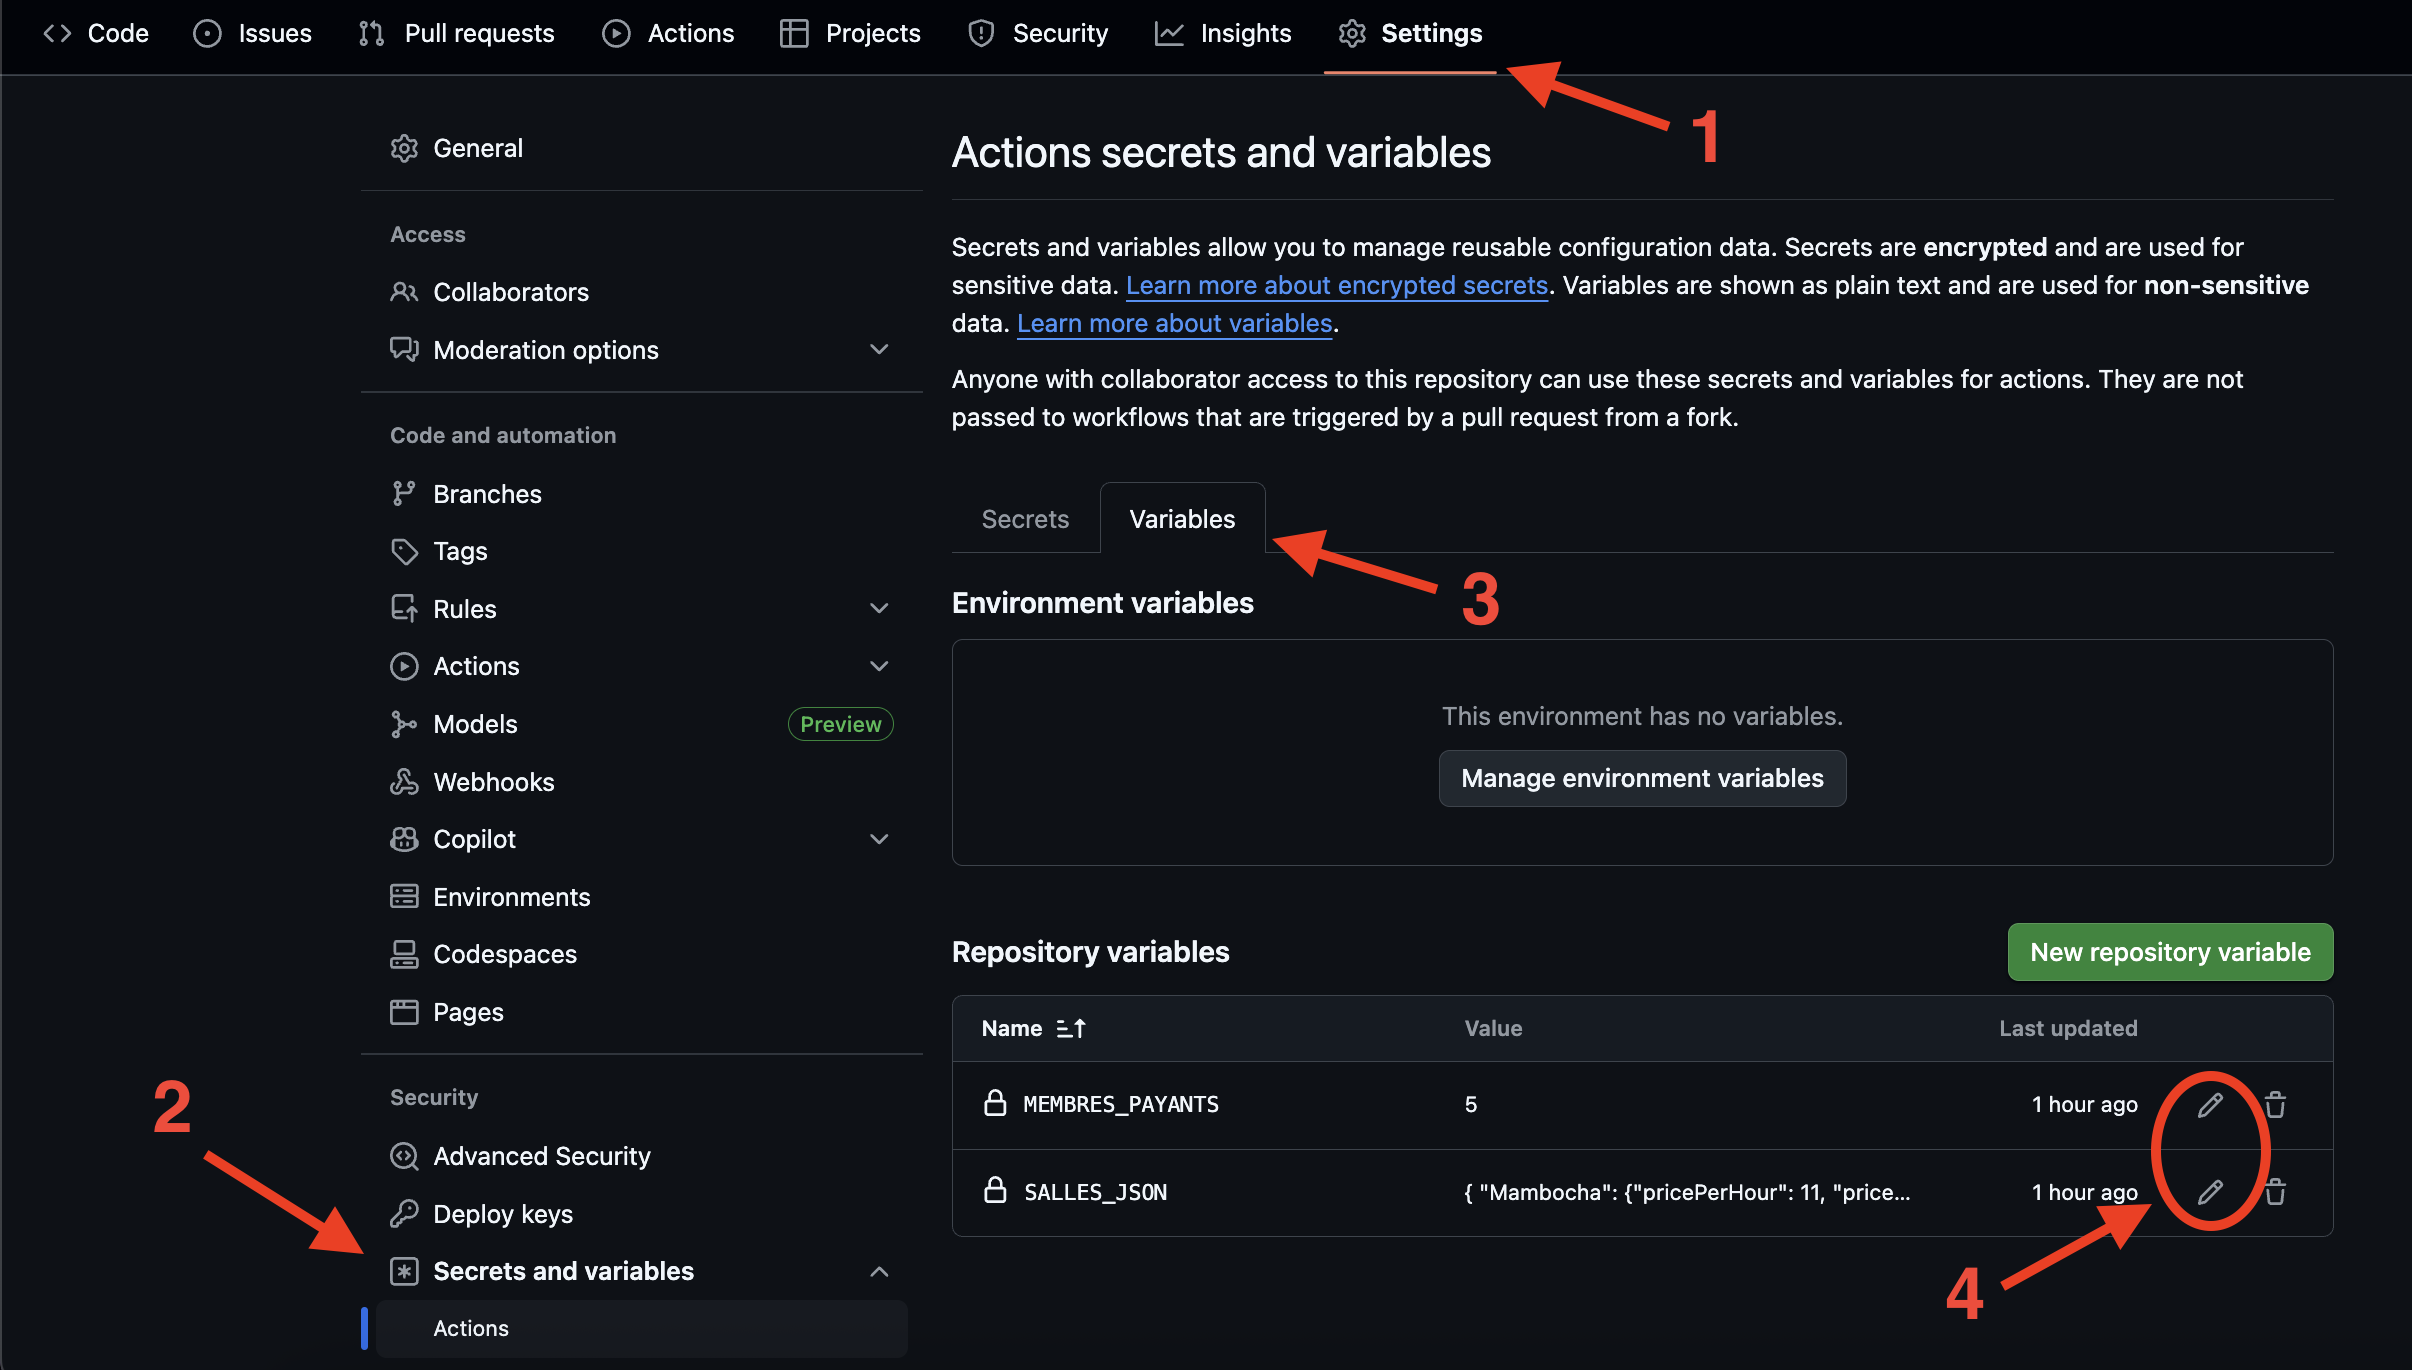 Code Issues Pull requests Actions Projects Security Insights Settings
1
General
Access
Collaborators
Moderation options
Code and automation
Branches
Tags
Rules
Actions
Models Preview
Webhooks
Copilot
Environments
Codespaces
Pages
2
Security
Advanced Security
Deploy keys
Secrets and variables
Actions
Actions secrets and variables
Secrets and variables allow you to manage reusable configuration data. Secrets are encrypted and are used for
sensitive data. Learn more about encrypted secrets. Variables are shown as plain text and are used for non-sensitive
data. Learn more about variables.
Anyone with collaborator access to this repository can use these secrets and variables for actions. They are not
passed to workflows that are triggered by a pull request from a fork.
Secrets Variables
3
Environment variables
This environment has no variables.
Manage environment variables
Repository variables New repository variable
Name Value Last updated
MEMBRES_PAYANTS 5 1 hour ago
SALLES_JSON { "Mambocha": {"pricePerHour": 11, "price... 1 hour ago
4